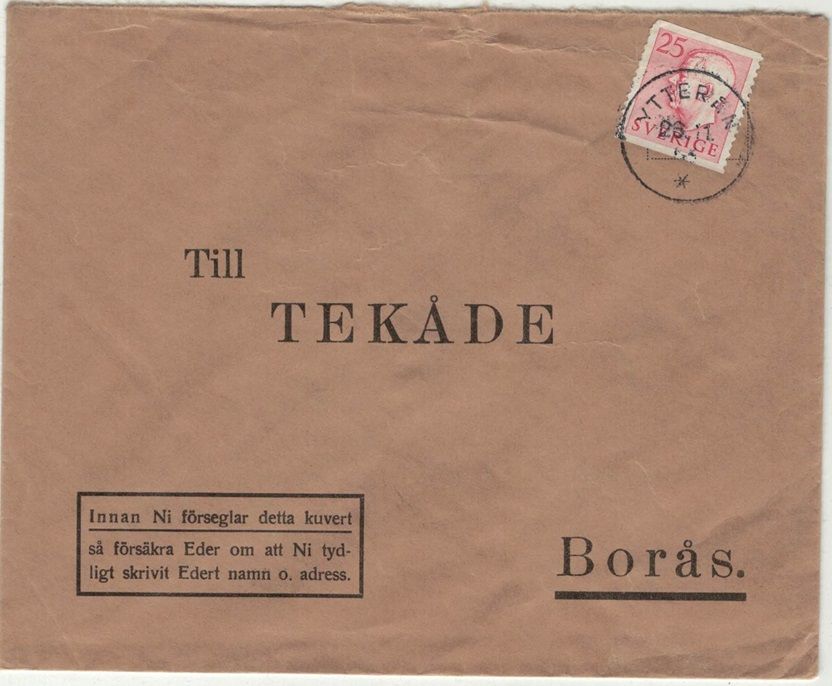 25
SVERIGE
Till
TEKÅDE
Innan Ni förseglar detta kuvert
så försäkra Eder om att Ni tyd-
ligt skrivit Edert namn o. adress.
Borås.